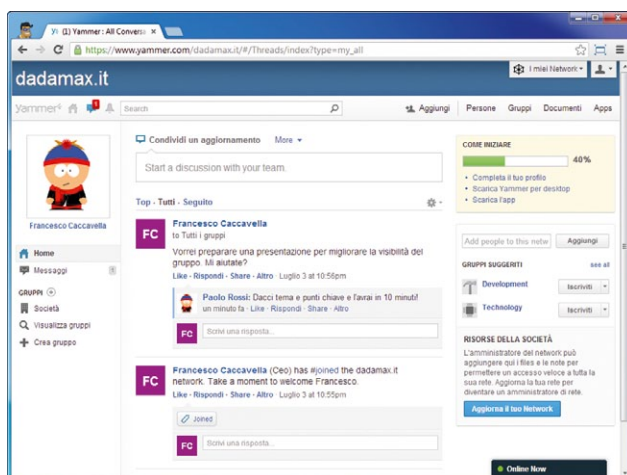 (1) Yammer : All Conversa
https://www.yammer.com/dadamax.it/#/Threads/index?type=my_all
dadamax.it
I miei Network
yammer
Search
Aggiungi
Persone
Gruppi
Documenti
Apps
Francesco Caccavella
Home
Messaggi
1
GRUPPI
Società
Visualizza gruppi
Crea gruppo
Condividi un aggiornamento
More
Start a discussion with your team.
Top · Tutti · Seguito
FC
Francesco Caccavella
to Tutti i gruppi
Vorrei preparare una presentazione per migliorare la visibilità del
gruppo. Mi aiutate?
Like · Rispondi · Share · Altro · Luglio 3 at 10:56pm
Paolo Rossi: Dacci tema e punti chiave e l'avrai in 10 minuti!
un minuto fa · Like · Rispondi · Share · Altro
FC
Scrivi una risposta...
FC
Francesco Caccavella (Ceo) has #joined the dadamax.it
network. Take a moment to welcome Francesco.
Like · Rispondi · Share · Altro · Luglio 3 at 10:55pm
Joined
FC
Scrivi una risposta...
COME INIZIARE
40%
Completa il tuo profilo
Scarica Yammer per desktop
Scarica l'app
Add people to this netw
Aggiungi
GRUPPI SUGGERITI
see all
Development
Iscriviti
Technology
Iscriviti
RISORSE DELLA SOCIETÀ
L'amministratore del network può
aggiungere qui i files e le note per
permettere un accesso veloce a tutta la
sua rete. Aggiorna la tua rete per
diventare un amministratore di rete.
Aggiorna il tuo Network
Online Now